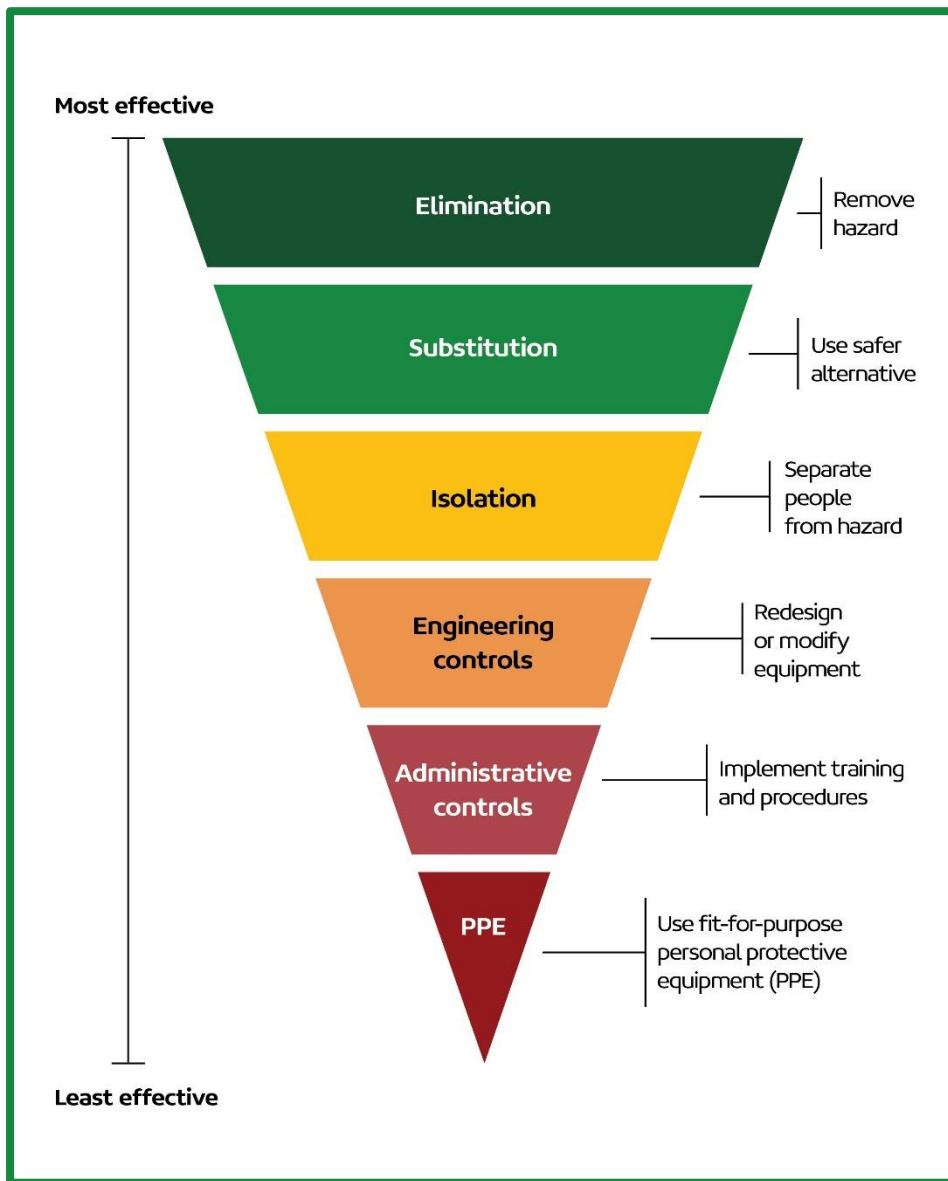 Most effective
Elimination
Remove
hazard
Substitution
Use safer
alternative
Isolation
Separate
people
from hazard
Engineering
controls
Redesign
or modify
equipment
Administrative
controls
Implement training
and procedures
PPE
Use fit-for-purpose
personal protective
equipment (PPE)
Least effective